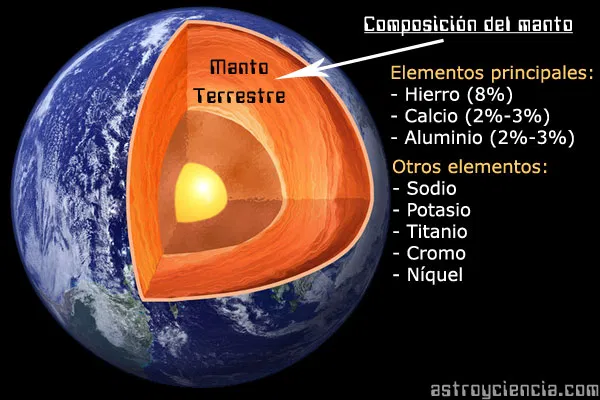 Composición del manto
Manto
Terrestre
Elementos principales:
- Hierro (8%)
- Calcio (2%-3%)
- Aluminio (2%-3%)
Otros elementos:
- Sodio
- Potasio
- Titanio
- Cromo
- Níquel
astroyciencia.com